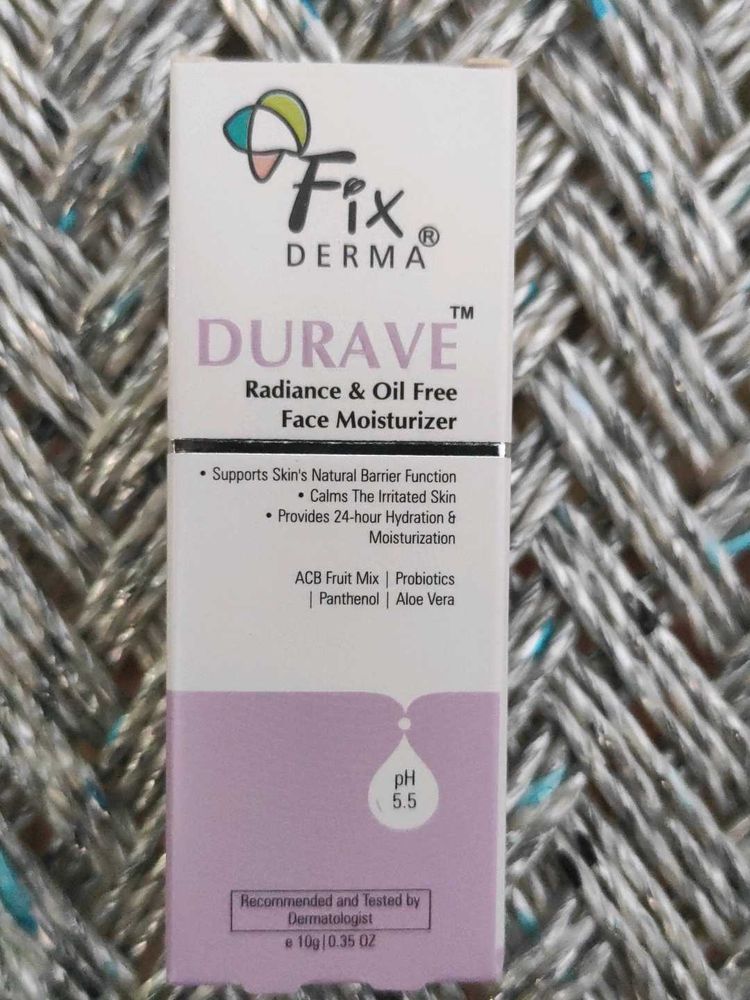 Fix
DERMA®
DURAVE™
Radiance & Oil Free
Face Moisturizer
• Supports Skin's Natural Barrier Function
• Calms The Irritated Skin
• Provides 24-hour Hydration &
Moisturization
ACB Fruit Mix | Probiotics
| Panthenol | Aloe Vera
pH
5.5
Recommended and Tested by
Dermatologist
e 10g|0.35 OZ